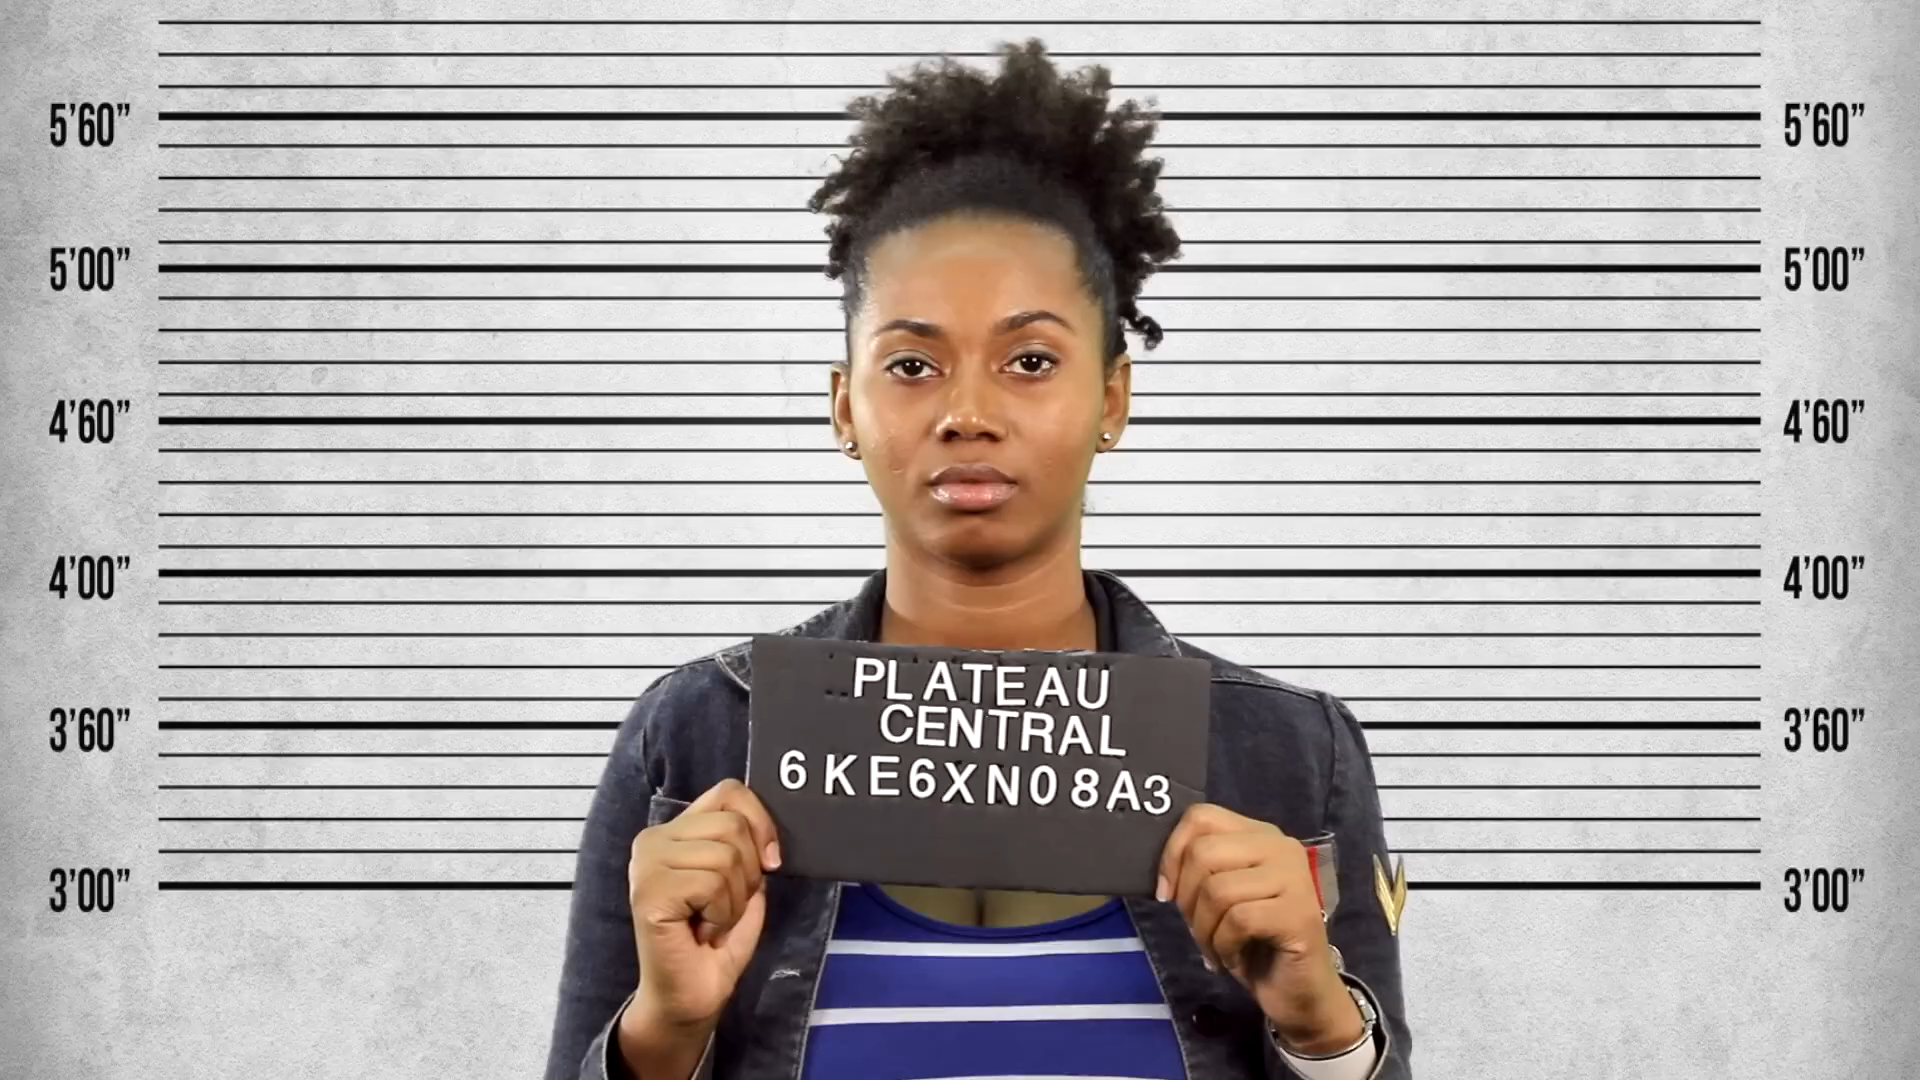 5’60” 5’60”
5’00” 5’00”
4’60” 4’60”
4’00” 4’00”
PLATEAU
CENTRAL
3’60” 3’60”
6KE6XN08A3
3’00” 3’00”